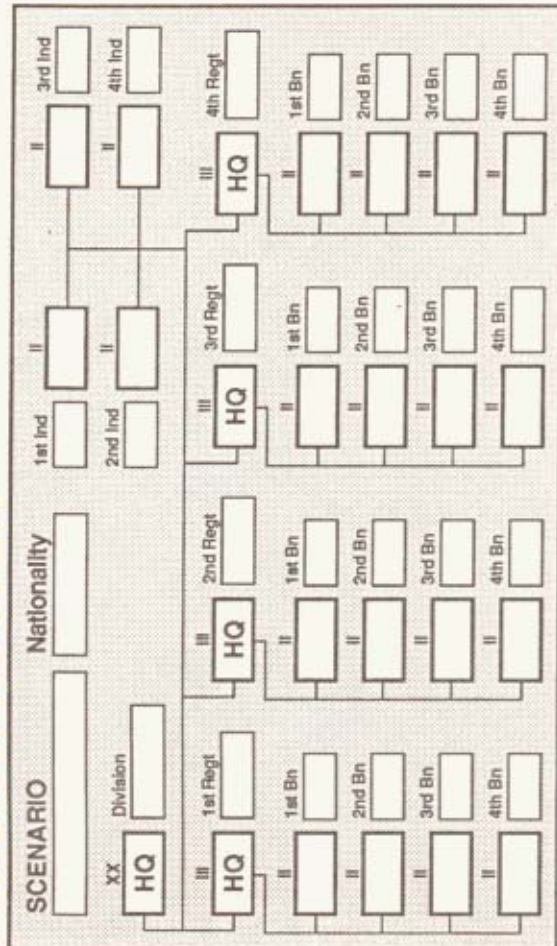 SCENARIO
Nationality
1st Ind
II
II
3rd Ind
XX
HQ
Division
2nd Ind
II
II
4th Ind
III
HQ
1st Regt
III
HQ
2nd Regt
III
HQ
3rd Regt
III
HQ
4th Regt
II
1st Bn
II
1st Bn
II
1st Bn
II
1st Bn
II
2nd Bn
II
2nd Bn
II
2nd Bn
II
2nd Bn
II
3rd Bn
II
3rd Bn
II
3rd Bn
II
3rd Bn
II
4th Bn
II
4th Bn
II
4th Bn
II
4th Bn